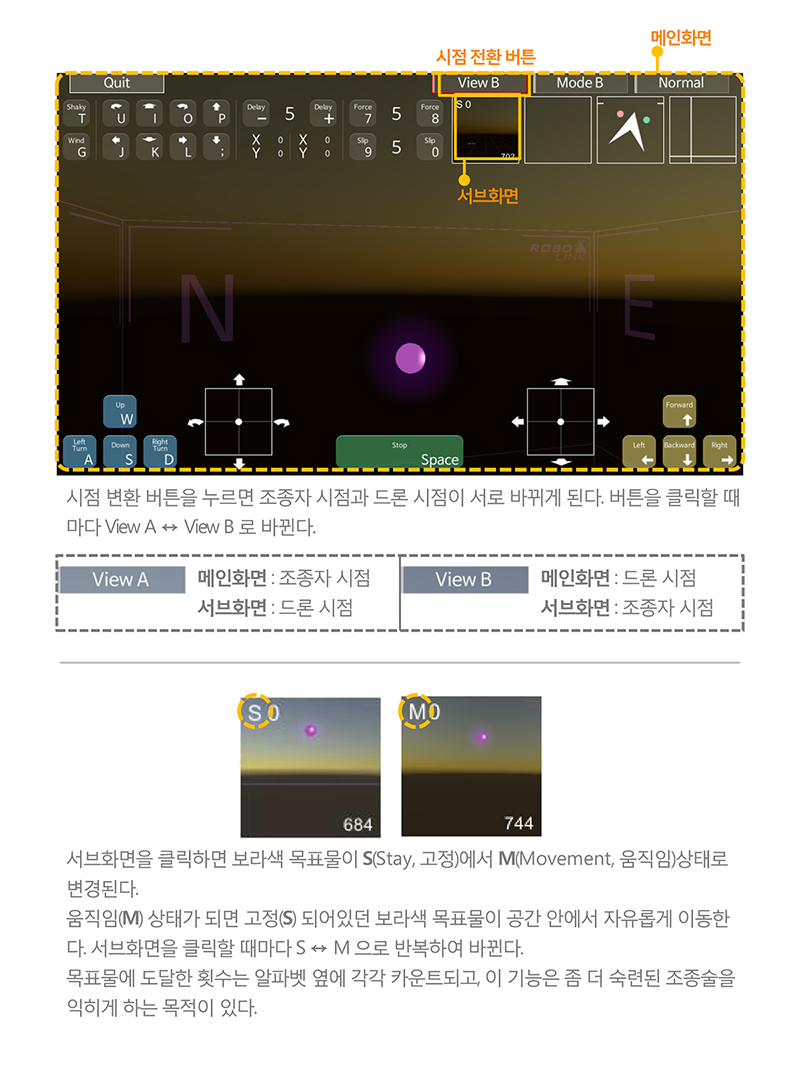 메인화면
시점 전환 버튼
Quit
View B
Mode B
Normal
Shaky T
U
I
O
P
Delay −
5
Delay +
Force 7
5
Force 8
S 0
702
Wind G
J
K
L
;
X 0
Y 0
X 0
Y 0
Slip 9
5
Slip 0
서브화면
ROBO LINK
N
E
Up W
Left Turn A
Down S
Right Turn D
Stop Space
Forward
Left
Backward
Right
시점 변환 버튼을 누르면 조종자 시점과 드론 시점이 서로 바뀌게 된다. 버튼을 클릭할 때
마다 View A ↔ View B 로 바뀐다.
View A
메인화면 : 조종자 시점
서브화면 : 드론 시점
View B
메인화면 : 드론 시점
서브화면 : 조종자 시점
S 0
684
M 0
744
서브화면을 클릭하면 보라색 목표물이 S(Stay, 고정)에서 M(Movement, 움직임)상태로
변경된다.
움직임(M) 상태가 되면 고정(S) 되어있던 보라색 목표물이 공간 안에서 자유롭게 이동한
다. 서브화면을 클릭할 때마다 S ↔ M 으로 반복하여 바뀐다.
목표물에 도달한 횟수는 알파벳 옆에 각각 카운트되고, 이 기능은 좀 더 숙련된 조종술을
익히게 하는 목적이 있다.